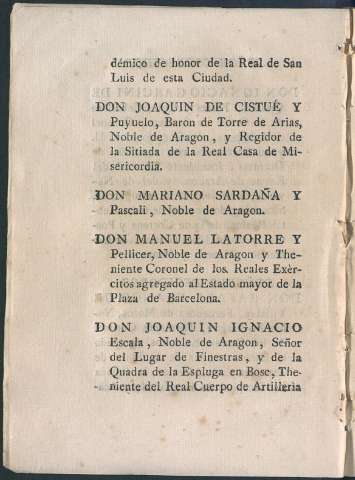 démico de honor de la Real de San
Luis de esta Ciudad.
DON JOAQUIN DE CISTUÉ Y
Puyuelo, Baron de Torre de Arias,
Noble de Aragon, y Regidor de
la Sitiada de la Real Casa de Mi-
sericordia.
DON MARIANO SARDAÑA Y
Pascali, Noble de Aragon.
DON MANUEL LATORRE Y
Pellicer, Noble de Aragon y The-
niente Coronel de los Reales Exèr-
citos agregado al Estado mayor de la
Plaza de Barcelona.
DON JOAQUIN IGNACIO
Escala, Noble de Aragon, Señor
del Lugar de Finestras, y de la
Quadra de la Espluga en Bosc, The-
niente del Real Cuerpo de Artilleria